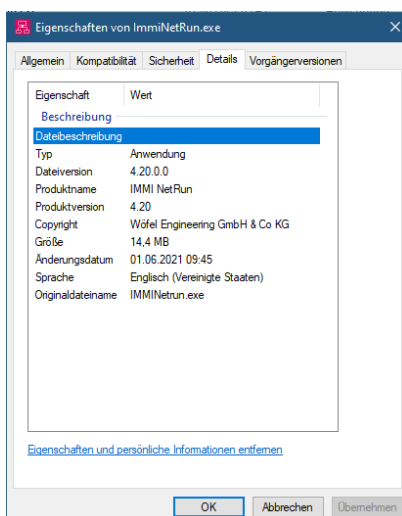 Eigenschaften von ImmiNetRun.exe
Allgemein Kompatibilität Sicherheit Details Vorgängerversionen
Eigenschaft Wert
Beschreibung
Dateibeschreibung
Typ Anwendung
Dateiversion 4.20.0.0
Produktname IMMI NetRun
Produktversion 4.20
Copyright Wöfel Engineering GmbH & Co KG
Größe 14,4 MB
Änderungsdatum 01.06.2021 09:45
Sprache Englisch (Vereinigte Staaten)
Originaldateiname IMMINetrun.exe
Eigenschaften und persönliche Informationen entfernen
OK Abbrechen Übernehmen